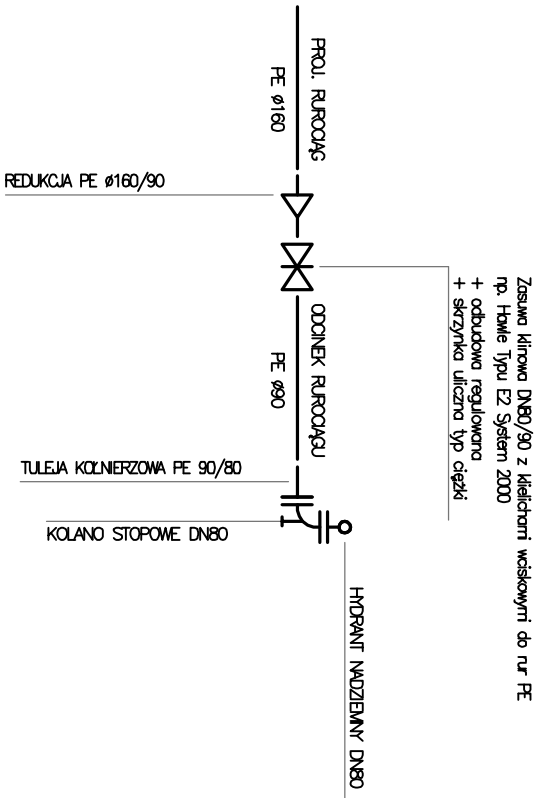 PROJ. RUROCIĄG
PE ø160
REDUKCJA PE ø160/90
Zasuwa klinowa DN80/90 z kielichami wciskowymi do rur PE
np. Hawle Typu E2 System 2000
+ odbudowa regulowana
+ skrzynka uliczna typ ciężki
ODCINEK RUROCIĄGU
PE ø90
TULEJA KOŁNIERZOWA PE 90/80
KOLANO STOPOWE DN80
HYDRANT NADZIEMNY DN80